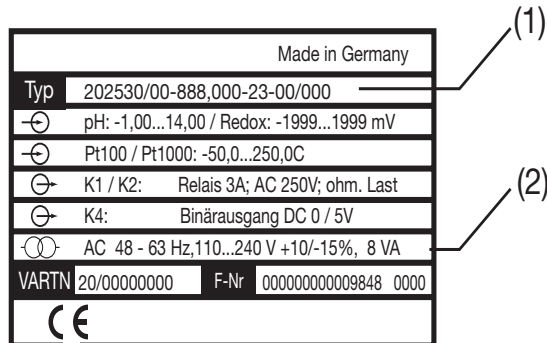 (1)
Made in Germany
Typ 202530/00-888,000-23-00/000
pH: -1,00...14,00 / Redox: -1999...1999 mV
Pt100 / Pt1000: -50,0...250,0C
(2)
K1 / K2: Relais 3A; AC 250V; ohm. Last
K4: Binärausgang DC 0 / 5V
AC 48 - 63 Hz,110...240 V +10/-15%, 8 VA
VARTN 20/00000000 F-Nr 000000000009848 0000
CE